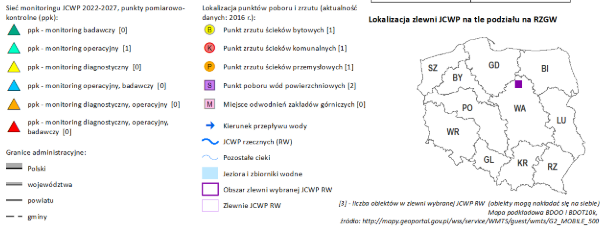 Sieć monitoringu JCWP 2022-2027, punkty pomiarowo-
kontrolne (ppk)
ppk - monitoring badawczy [0]
ppk - monitoring operacyjny [1]
ppk - monitoring diagnostyczny [0]
ppk - monitoring operacyjny, badawczy [0]
ppk - monitoring diagnostyczny, operacyjny [0]
ppk - monitoring diagnostyczny, operacyjny,
badawczy [0]
Granice administracyjne:
Polski
województwa
powiatu
gminy
Lokalizacja punktów poboru i zrzutu (aktualność
danych: 2016 r.)
B Punkt zrzutu ścieków bytowych [1]
K Punkt zrzutu ścieków komunalnych [1]
P Punkt zrzutu ścieków przemysłowych [1]
S Punkt poboru wód powierzchniowych [2]
M Miejsce odwodnień zakładów górniczych [0]
Kierunek przepływu wody
JCWP rzecznych (RW)
Pozostałe cieki
Jeziora i zbiorniki wodne
Obszar zlewni wybranej JCWP RW
Zlewnie JCWP RW
Lokalizacja zlewni JCWP na tle podziału na RZGW
SZ
GD
BI
BY
PO
WA
WR
LU
GL
KR
RZ
[3] - liczba obiektów w zlewni wybranej JCWP RW (obiekty mogą nakładać się na siebie)
Mapa podkładowa BDOO i BDOT10k,
źródło: http://mapy.geoportal.gov.pl/wss/service/WMTS/guest/wmts/G2_MOBILE_500